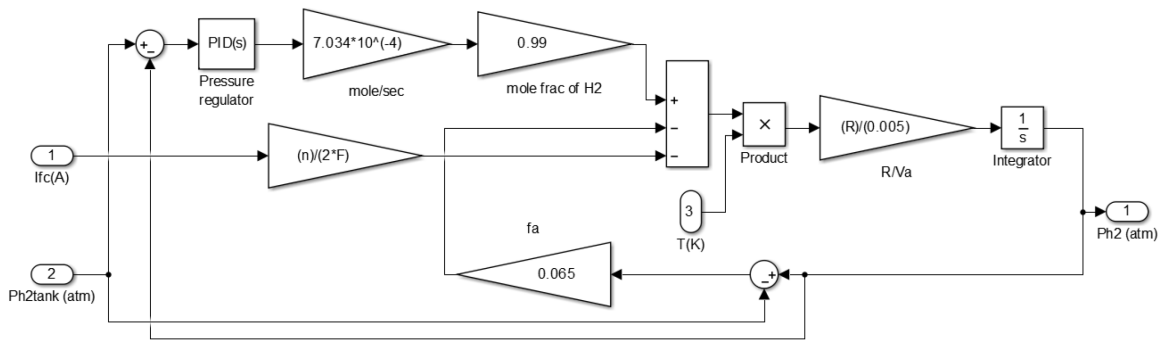 +
−
PID(s)
Pressure
regulator
7.034*10^(-4)
mole/sec
0.99
mole frac of H2
+
−
−
×
Product
(R)/(0.005)
R/Va
1
s
Integrator
1
Ifc(A)
(n)/(2*F)
3
T(K)
1
Ph2 (atm)
fa
0.065
−
+
2
Ph2tank (atm)